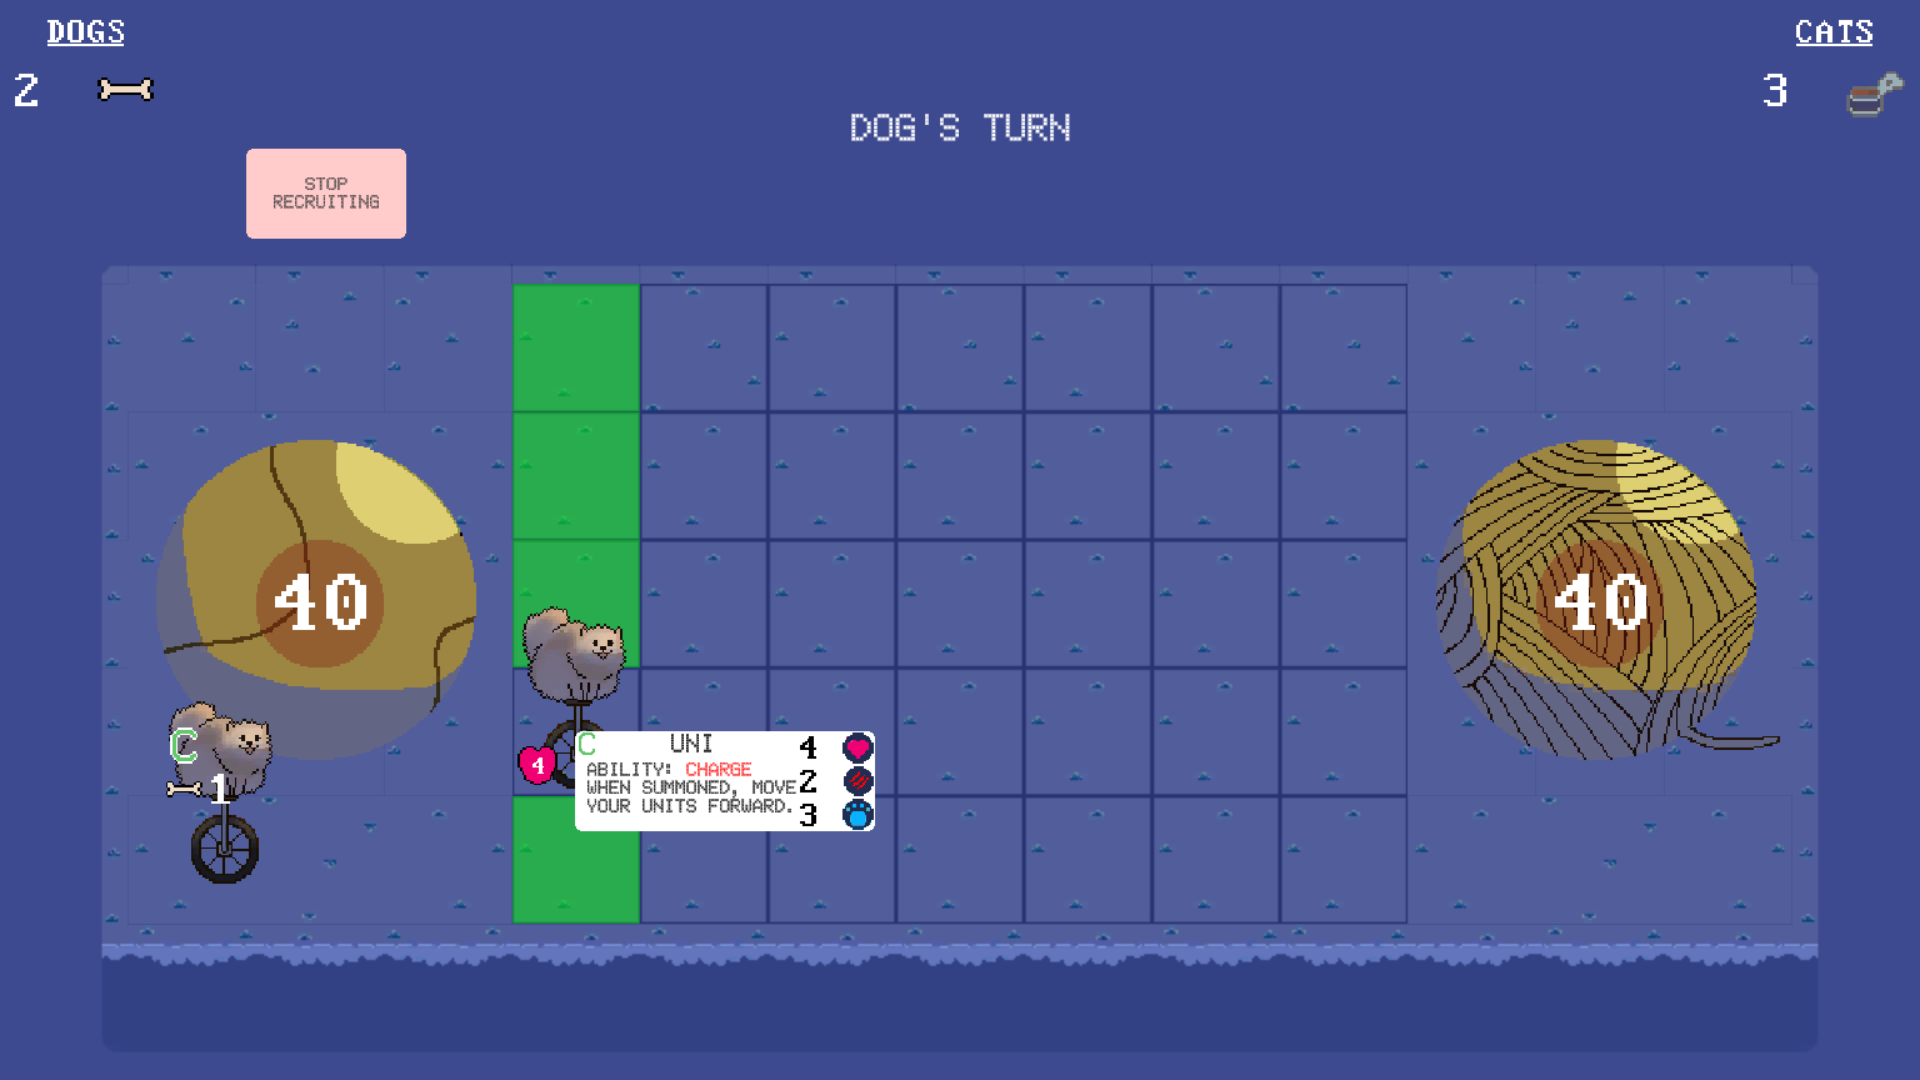 DOGS
CATS
2
3
DOG'S TURN
STOP
RECRUITING
40
40
C
1
4
C UNI 4
ABILITY: CHARGE
WHEN SUMMONED, MOVE 2
YOUR UNITS FORWARD. 3